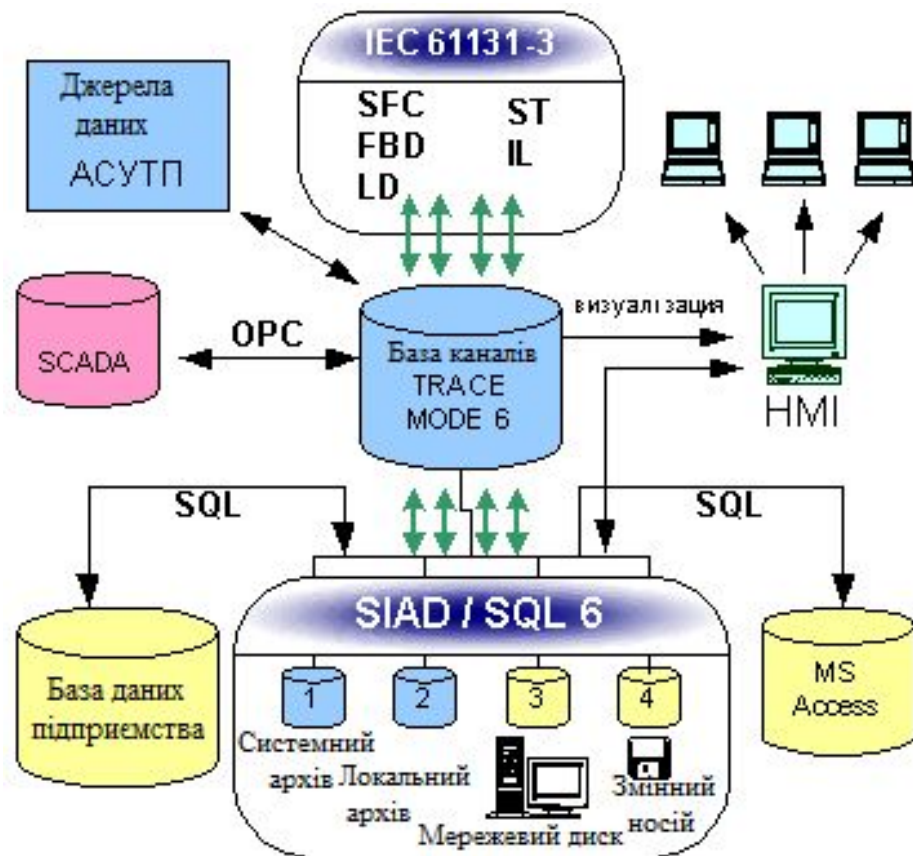 IEC 61131-3
SFC ST
FBD IL
LD
Джерела
даних
АСУТП
SCADA
OPC
База каналів
TRACE
MODE 6
визуалізация
HMI
SQL
SQL
SIAD / SQL 6
База даних
підприємства
1
2
3
4
Системний
архів
Локальний
архів
Мережевий диск
Змінний
носій
MS
Access